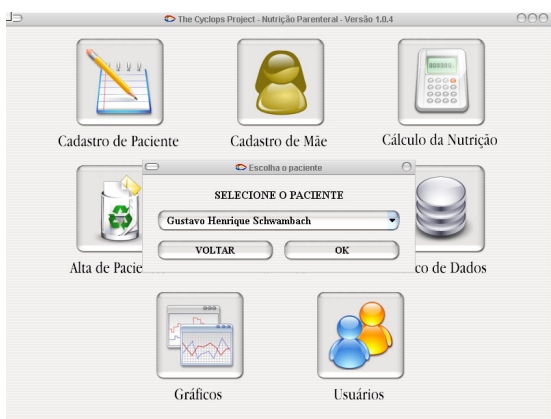 The Cyclops Project - Nutrição Parenteral - Versão 1.0.4
Cadastro de Paciente
Cadastro de Mãe
Cálculo da Nutrição
Escolha o paciente
SELECIONE O PACIENTE
Gustavo Henrique Schwambach
VOLTAR
OK
Alta de Pacie
co de Dados
Gráficos
Usuários